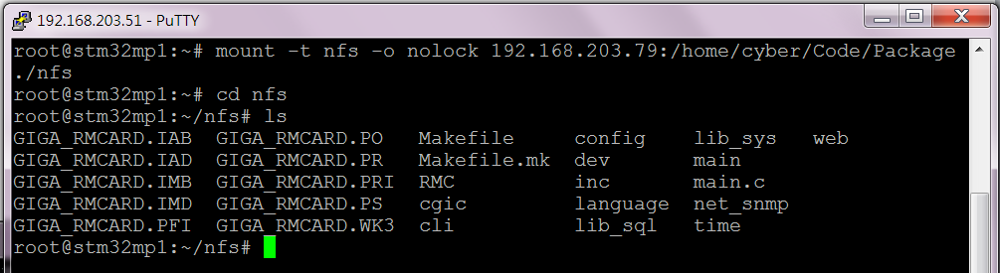 192.168.203.51 - PuTTY
root@stm32mp1:~# mount -t nfs -o nolock 192.168.203.79:/home/cyber/Code/Package
./nfs
root@stm32mp1:~# cd nfs
root@stm32mp1:~/nfs# ls
GIGA_RMCARD.IAB  GIGA_RMCARD.PO   Makefile     config    lib_sys   web
GIGA_RMCARD.IAD  GIGA_RMCARD.PR   Makefile.mk  dev       main
GIGA_RMCARD.IMB  GIGA_RMCARD.PRI  RMC          inc       main.c
GIGA_RMCARD.IMD  GIGA_RMCARD.PS   cgic         language  net_snmp
GIGA_RMCARD.PFI  GIGA_RMCARD.WK3  cli          lib_sql   time
root@stm32mp1:~/nfs#